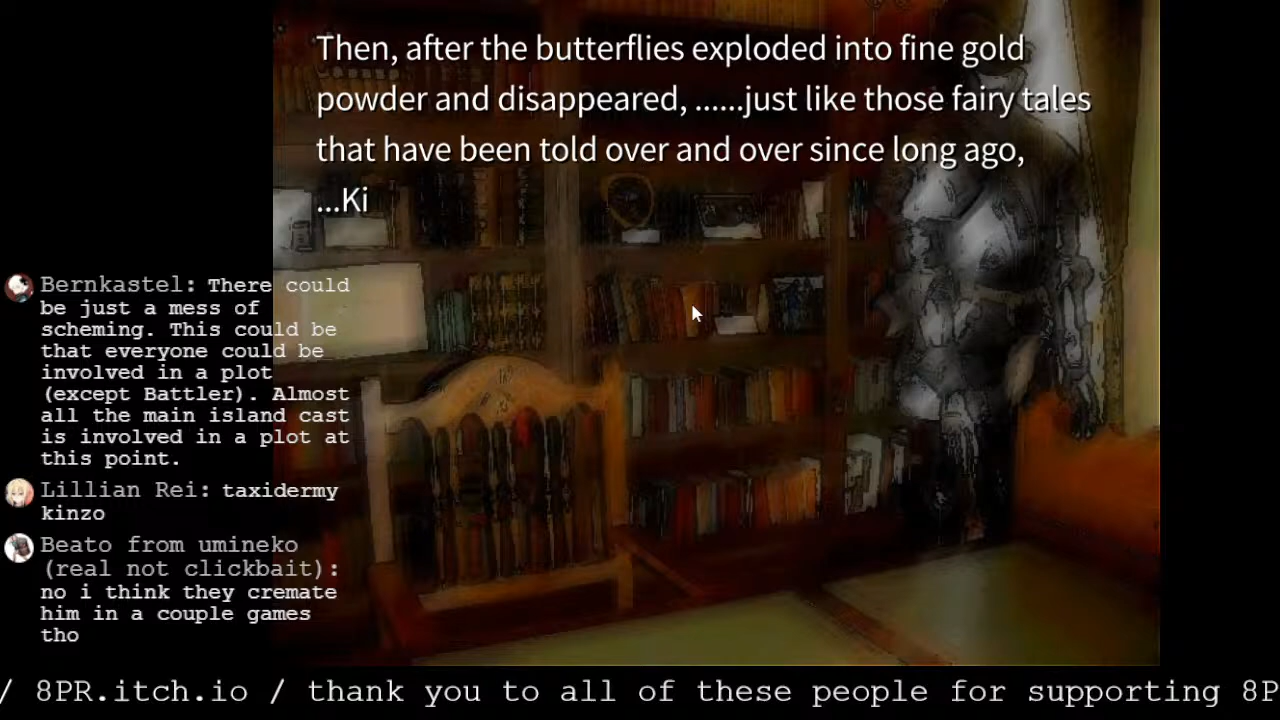 Then, after the butterflies exploded into fine gold
powder and disappeared, ......just like those fairy tales
that have been told over and over since long ago,
...Ki
Bernkastel: There could
be just a mess of
scheming. This could be
that everyone could be
involved in a plot
(except Battler). Almost
all the main island cast
is involved in a plot at
this point.
Lillian Rei: taxidermy
kinzo
Beato from umineko
(real not clickbait):
no i think they cremate
him in a couple games
tho
/ 8PR.itch.io / thank you to all of these people for supporting 8P